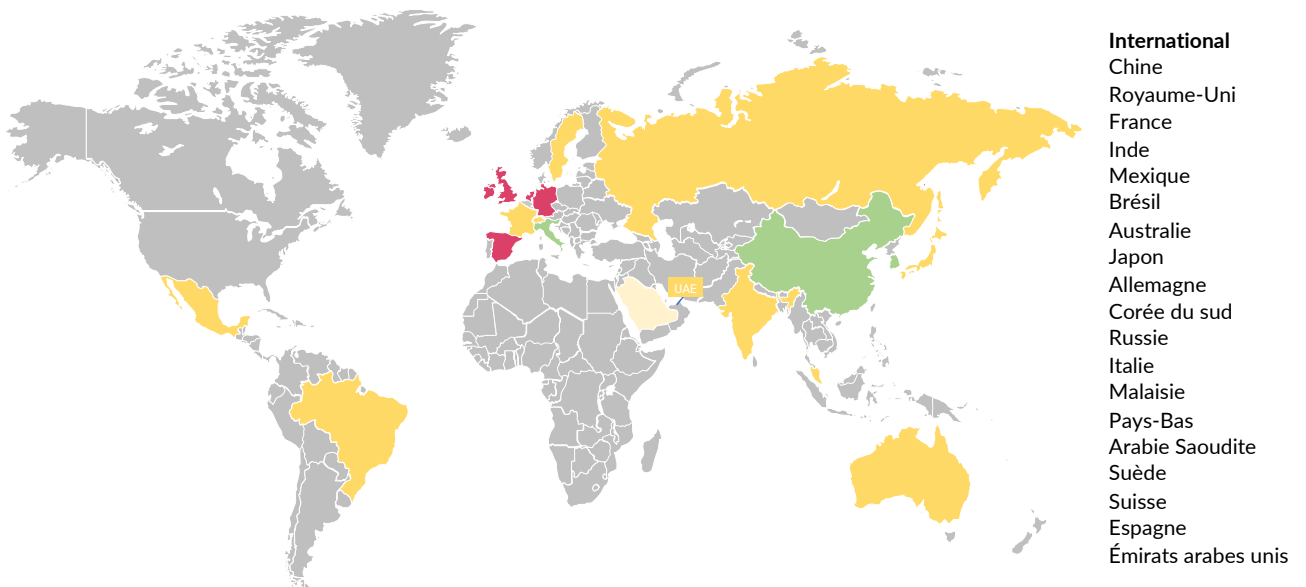 International
Chine
Royaume-Uni
France
Inde
Mexique
Brésil
Australie
Japon
Allemagne
Corée du sud
Russie
Italie
Malaisie
Pays-Bas
Arabie Saoudite
Suède
Suisse
Espagne
Émirats arabes unis
UAE